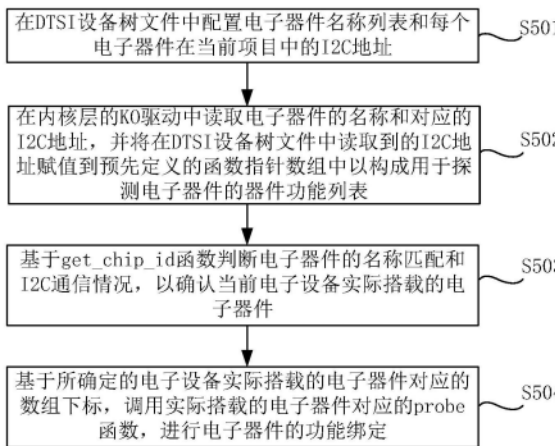 在DTSI设备树文件中配置电子器件名称列表和每个
电子器件在当前项目中的I2C地址
S501
在内核层的KO驱动中读取电子器件的名称和对应的
I2C地址，并将在DTSI设备树文件中读取到的I2C地
址赋值到预先定义的函数指针数组中以构成用于探
测电子器件的器件功能列表
S502
基于get_chip_id函数判断电子器件的名称匹配和
I2C通信情况，以确认当前电子设备实际搭载的电
子器件
S503
基于所确定的电子设备实际搭载的电子器件对应的
数组下标，调用实际搭载的电子器件对应的probe
函数，进行电子器件的功能绑定
S504